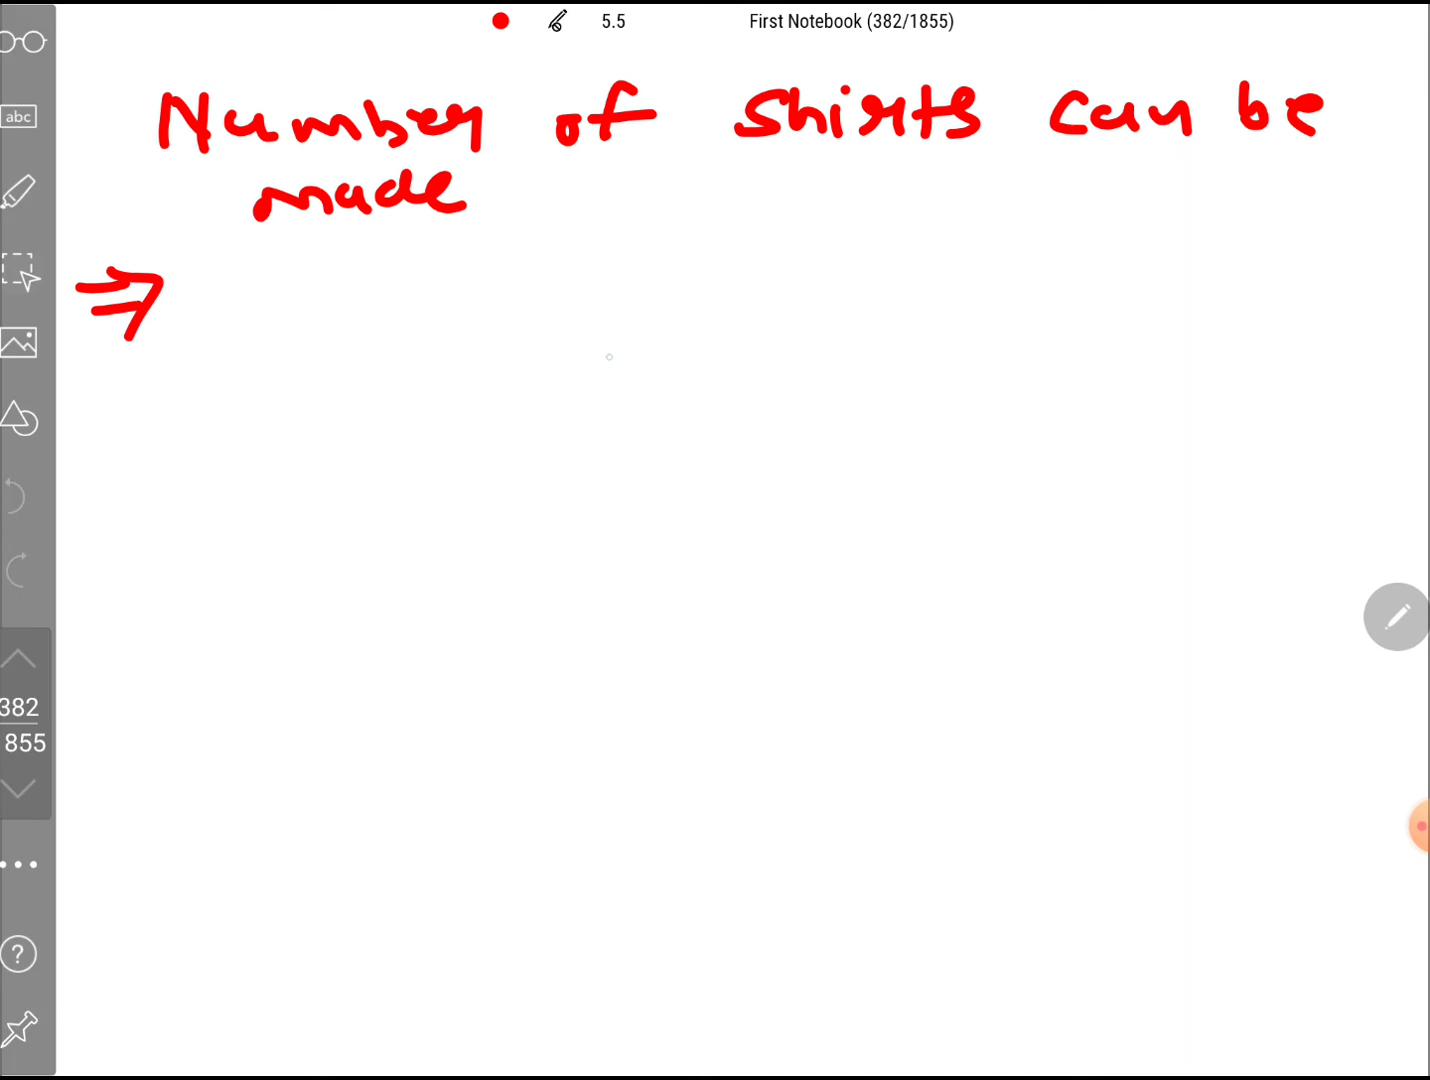 5.5 First Notebook (382/1855)
abc
Number of shirts can be
made
⇒
382
855
?